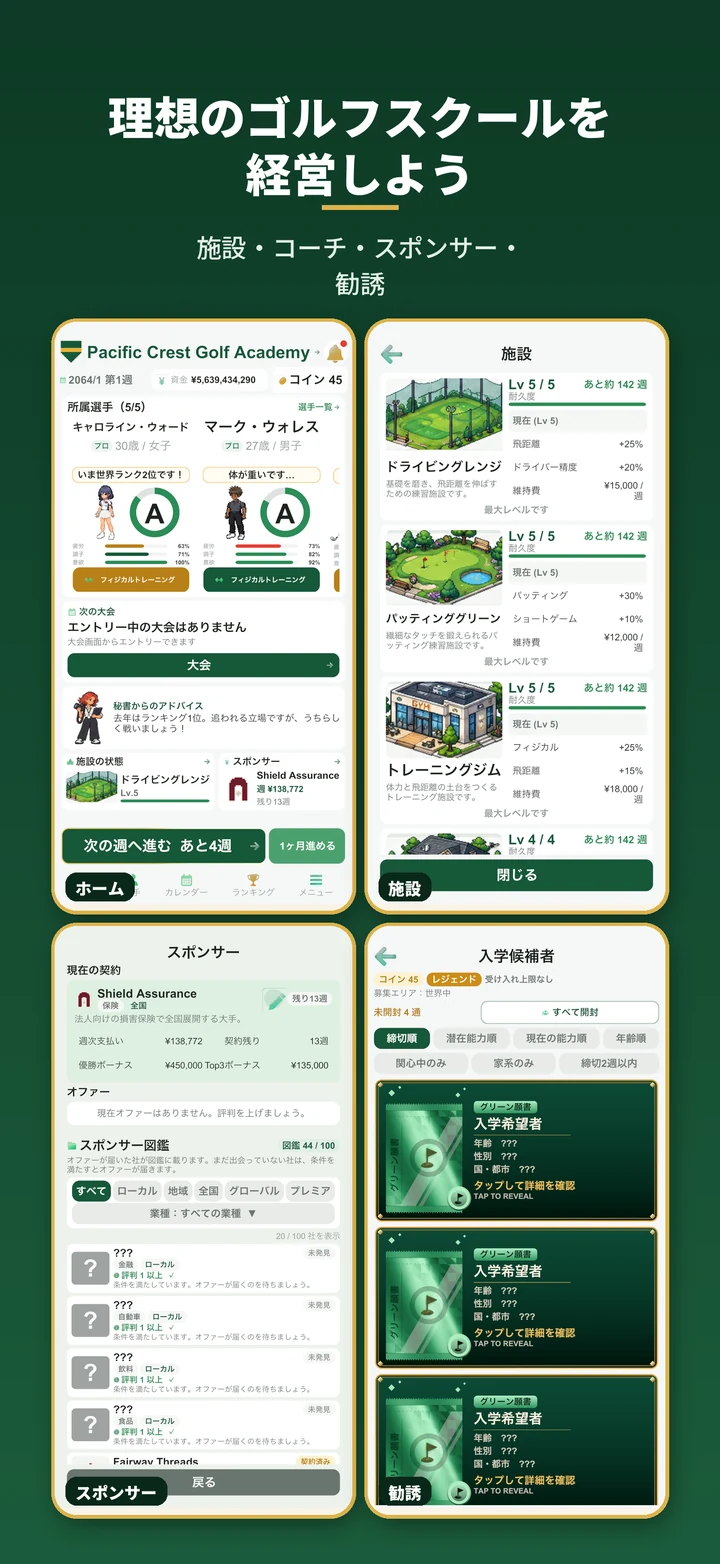 理想のゴルフスクールを
経営しよう
施設・コーチ・スポンサー・
勧誘
Pacific Crest Golf Academy
2064/1 第1週
資金 ¥5,639,434,290
コイン 45
所属選手（5/5）
選手一覧
キャロライン・ウォード
プロ 30歳 / 女子
いま世界ランク2位です！
A
疲労 63%
調子 71%
意欲 100%
フィジカルトレーニング
マーク・ウォレス
プロ 27歳 / 男子
体が重いです…
A
疲労 73%
調子 82%
意欲 92%
フィジカルトレーニング
次の大会
エントリー中の大会はありません
大会画面からエントリーできます
大会
秘書からのアドバイス
去年はランキング1位。追われる立場ですが、うちらし
く戦いましょう！
施設の状態
ドライビングレンジ
Lv.5
スポンサー
Shield Assurance
週 ¥138,772
残り13週
次の週へ進む あと4週
1ヶ月進める
手
カレンダー
ランキング
メニュー
ホーム
施設
ドライビングレンジ
基礎を磨き、飛距離を伸ばす
ための練習施設です。
Lv 5 / 5 あと約 142 週
耐久度
現在 (Lv 5)
飛距離 +25%
ドライバー精度 +20%
維持費 ¥15,000 /
週
最大レベルです
パッティンググリーン
繊細なタッチを鍛えられるパ
ッティング練習施設です。
Lv 5 / 5 あと約 142 週
耐久度
現在 (Lv 5)
パッティング +30%
ショートゲーム +10%
維持費 ¥12,000 /
週
最大レベルです
GYM
トレーニングジム
体力と飛距離の土台をつくる
トレーニング施設です。
Lv 5 / 5 あと約 142 週
耐久度
現在 (Lv 5)
フィジカル +25%
飛距離 +15%
維持費 ¥18,000 /
週
最大レベルです
Lv 4 / 4 あと約 142 週
耐久度
閉じる
施設
スポンサー
現在の契約
Shield Assurance
保険 全国
残り13週
法人向けの損害保険で全国展開する大手。
週次支払い ¥138,772 契約残り 13週
優勝ボーナス ¥450,000 Top3ボーナス ¥135,000
オファー
現在オファーはありません。評判を上げましょう。
スポンサー図鑑
図鑑 44 / 100
オファーが届いた社が図鑑に載ります。まだ出会っていない社は、条件を
満たすとオファーが届きます。
すべて ローカル 地域 全国 グローバル プレミア
業種：すべての業種 ▼
20 / 100 社を表示
? ??? 未発見
金融 ローカル
評判 1 以上 ✓
条件を満たしています。オファーが届くのを待ちましょう。
? ??? 未発見
自動車 ローカル
評判 1 以上 ✓
条件を満たしています。オファーが届くのを待ちましょう。
? ??? 未発見
飲料 ローカル
評判 1 以上 ✓
条件を満たしています。オファーが届くのを待ちましょう。
? ??? 未発見
食品 ローカル
評判 1 以上 ✓
条件を満たしています。オファーが届くのを待ちましょう。
Fairway Threads 契約済み
戻る
スポンサー
入学候補者
コイン 45 レジェンド 受け入れ上限なし
募集エリア：世界中
未開封 4 通
すべて開封
締切順 潜在能力順 現在の能力順 年齢順
関心中のみ 家系のみ 締切2週以内
グリーン願書
グリーン願書
入学希望者
年齢 ???
性別 ???
国・都市 ???
タップして詳細を確認
TAP TO REVEAL
グリーン願書
グリーン願書
入学希望者
年齢 ???
性別 ???
国・都市 ???
タップして詳細を確認
TAP TO REVEAL
グリーン願書
グリーン願書
入学希望者
年齢 ???
性別 ???
国・都市 ???
タップして詳細を確認
TAP TO REVEAL
勧誘